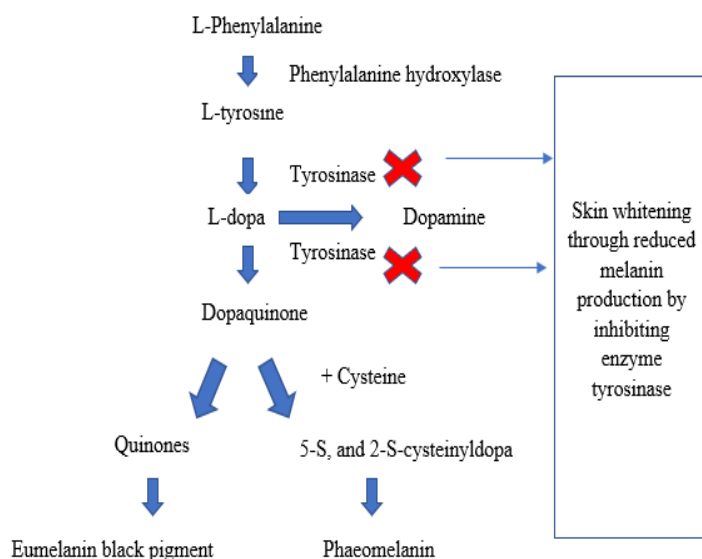 L-Phenylalanine
Phenylalanine hydroxylase
L-tyrosine
Tyrosinase
L-dopa
Dopamine
Tyrosinase
Dopaquinone
+ Cysteine
Quinones
5-S, and 2-S-cysteinyldopa
Eumelanin black pigment
Phaeomelanin
Skin whitening
through reduced
melanin
production by
inhibiting
enzyme
tyrosinase